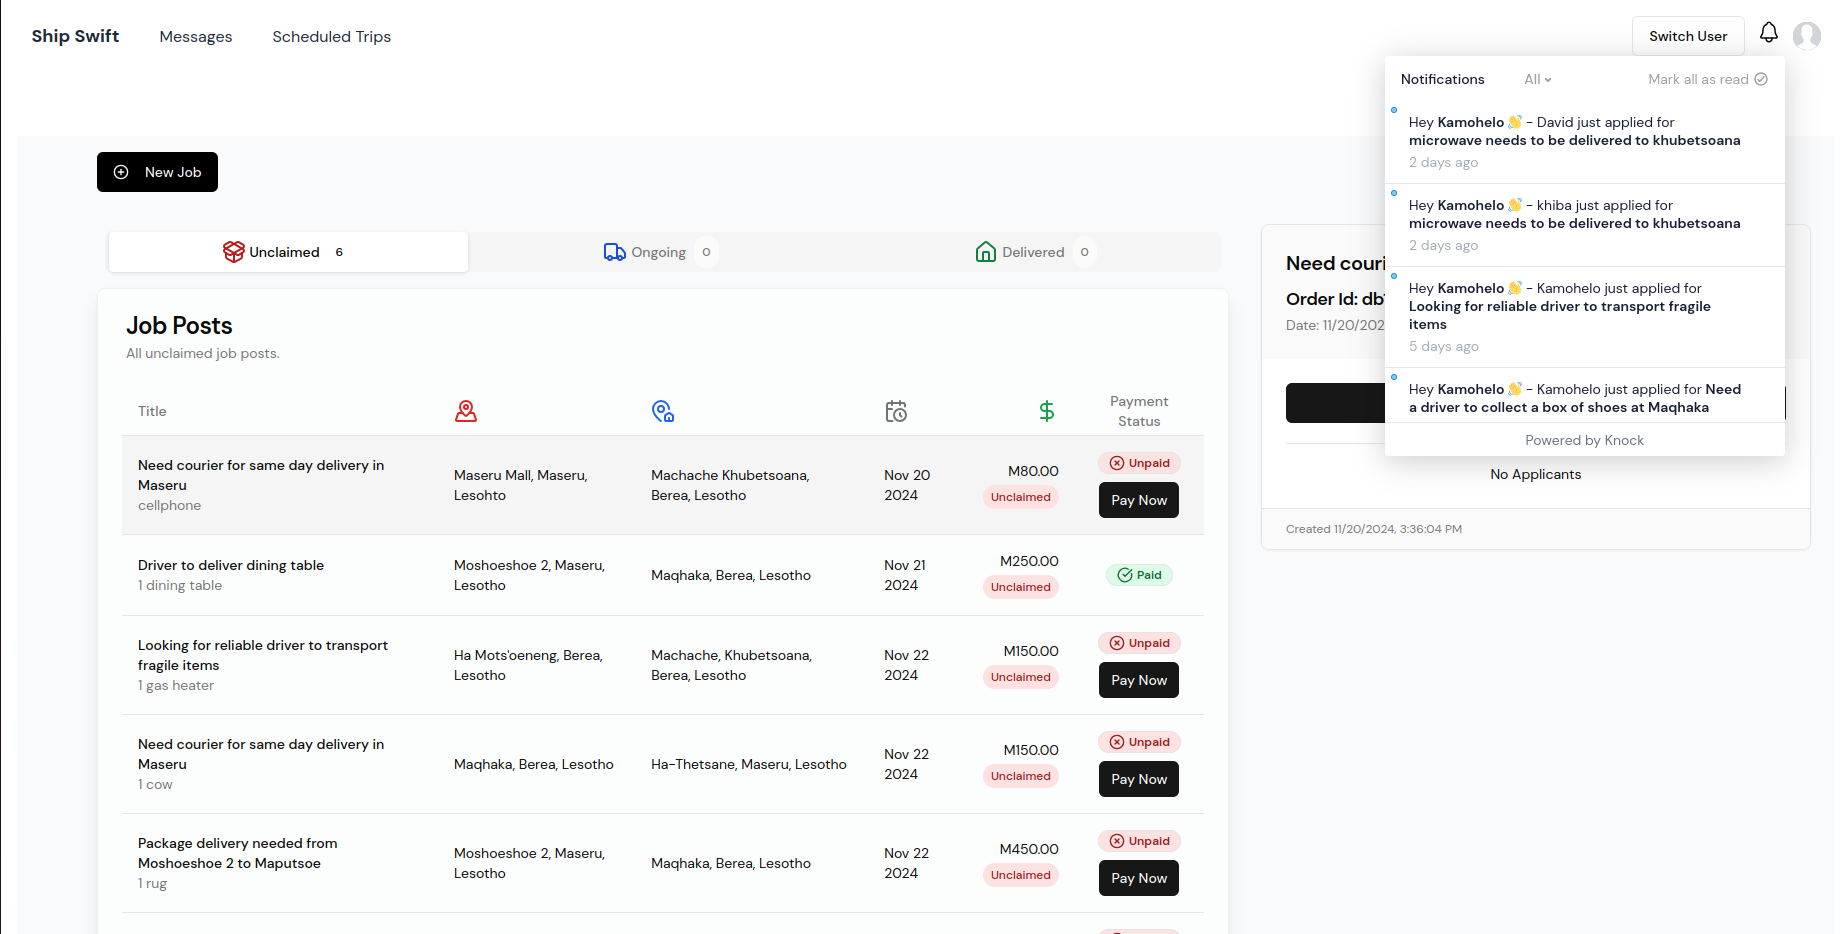 Ship Swift
Messages
Scheduled Trips
Switch User
Notifications
All
Mark all as read
Hey Kamohelo 👋 - David just applied for
microwave needs to be delivered to khubetsoana
2 days ago
Hey Kamohelo 👋 - khiba just applied for
microwave needs to be delivered to khubetsoana
2 days ago
Hey Kamohelo 👋 - Kamohelo just applied for
Looking for reliable driver to transport fragile
items
5 days ago
Hey Kamohelo 👋 - Kamohelo just applied for Need
a driver to collect a box of shoes at Maqhaka
Powered by Knock
New Job
Unclaimed 6
Ongoing 0
Delivered 0
Job Posts
All unclaimed job posts.
Title
Payment
Status
Need courier for same day delivery in
Maseru
cellphone
Maseru Mall, Maseru,
Lesohto
Machache Khubetsoana,
Berea, Lesotho
Nov 20
2024
M80.00
Unclaimed
Unpaid
Pay Now
Driver to deliver dining table
1 dining table
Moshoeshoe 2, Maseru,
Lesotho
Maqhaka, Berea, Lesotho
Nov 21
2024
M250.00
Unclaimed
Paid
Looking for reliable driver to transport
fragile items
1 gas heater
Ha Mots'oeneng, Berea,
Lesotho
Machache, Khubetsoana,
Berea, Lesotho
Nov 22
2024
M150.00
Unclaimed
Unpaid
Pay Now
Need courier for same day delivery in
Maseru
1 cow
Maqhaka, Berea, Lesotho
Ha-Thetsane, Maseru, Lesotho
Nov 22
2024
M150.00
Unclaimed
Unpaid
Pay Now
Package delivery needed from
Moshoeshoe 2 to Maputsoe
1 rug
Moshoeshoe 2, Maseru,
Lesotho
Maqhaka, Berea, Lesotho
Nov 22
2024
M450.00
Unclaimed
Unpaid
Pay Now
Need
Order Id:
Date:
No Applicants
Created 11/20/2024, 3:36:04 PM